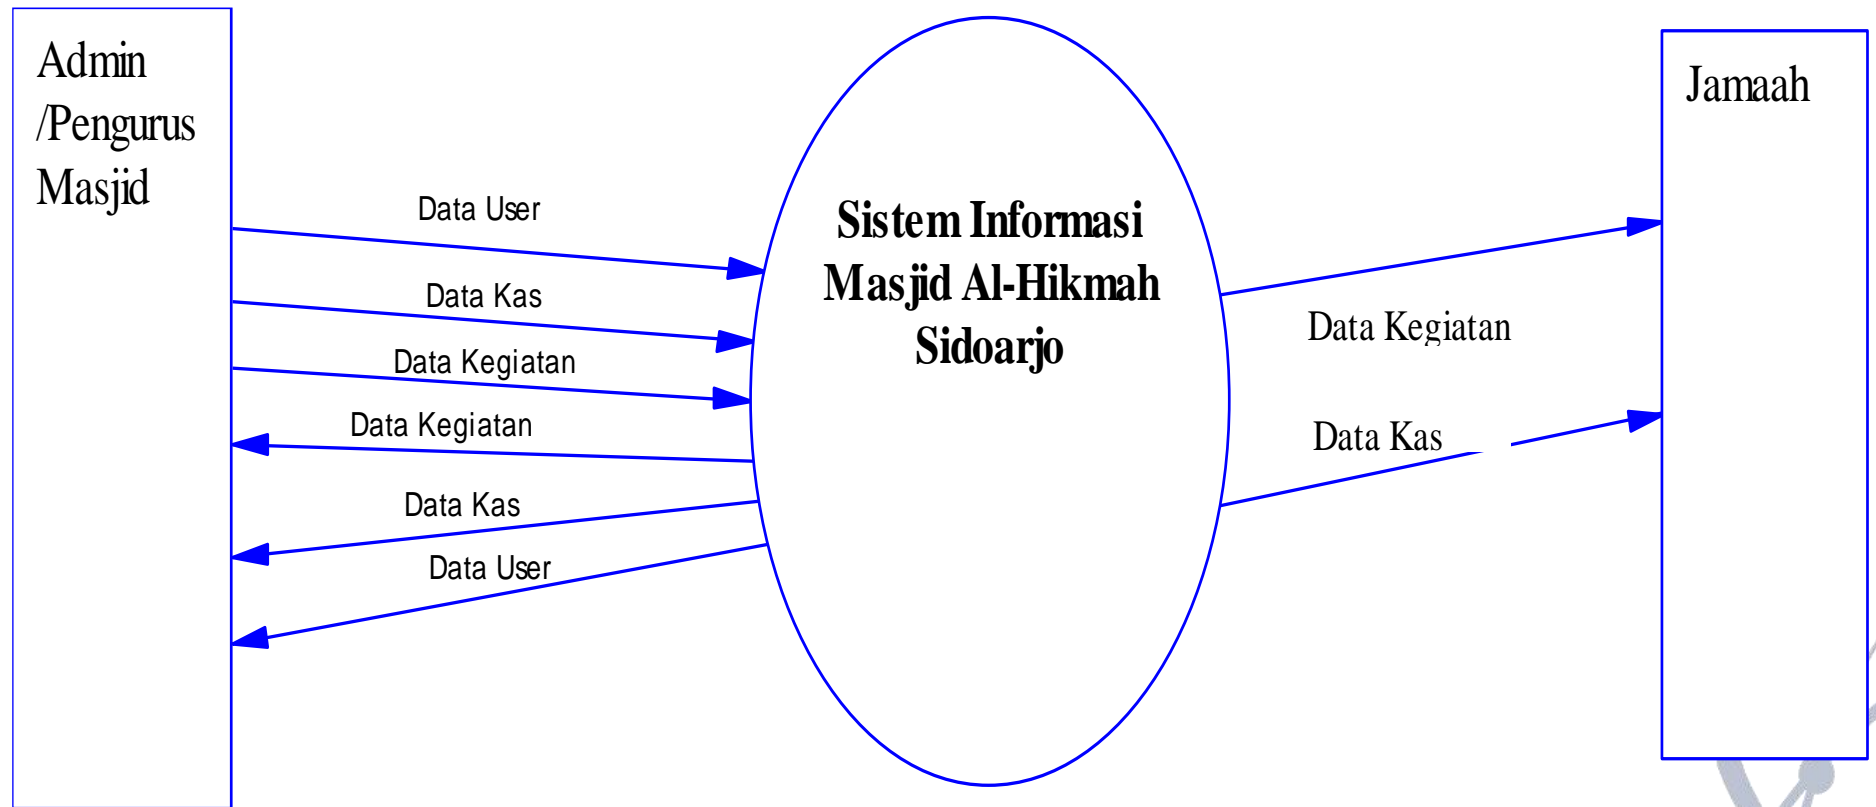 Admin
/Pengurus
Masjid
Data User
Data Kas
Data Kegiatan
Data Kegiatan
Data Kas
Data User
Sistem Informasi
Masjid Al-Hikmah
Sidoarjo
Data Kegiatan
Data Kas
Jamaah